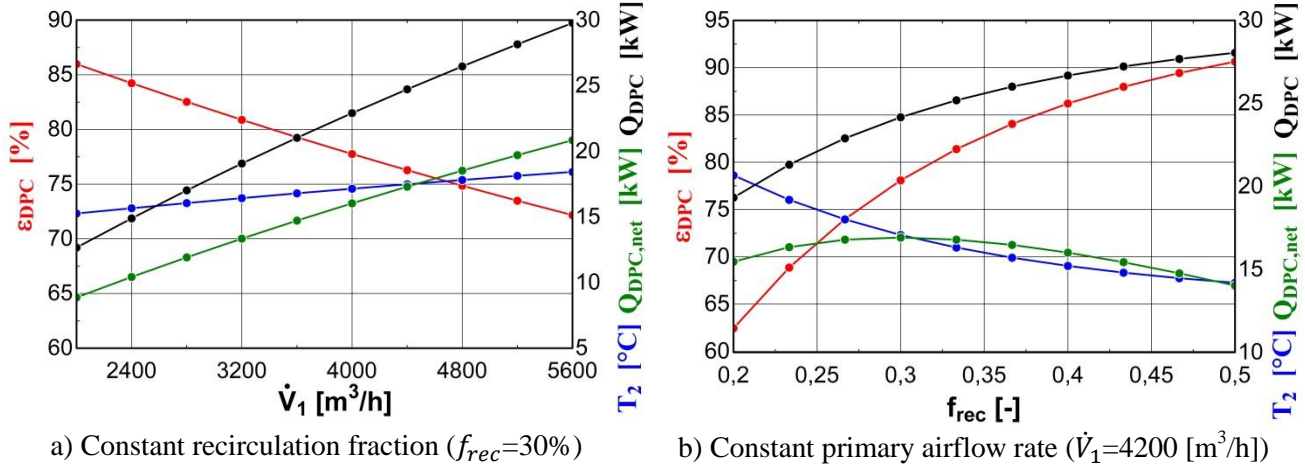 90
85
80
75
70
65
60
εDPC [%]
30
25
20
15
10
5
T2 [°C] QDPC,net [kW] QDPC [kW]
2400 3200 4000 4800 5600
V̇1 [m³/h]
a) Constant recirculation fraction (frec=30%)
95
90
85
80
75
70
65
60
εDPC [%]
30
25
20
15
10
T2 [°C] QDPC,net [kW] QDPC [kW]
0,2 0,25 0,3 0,35 0,4 0,45 0,5
frec [-]
b) Constant primary airflow rate (V̇1=4200 [m³/h])